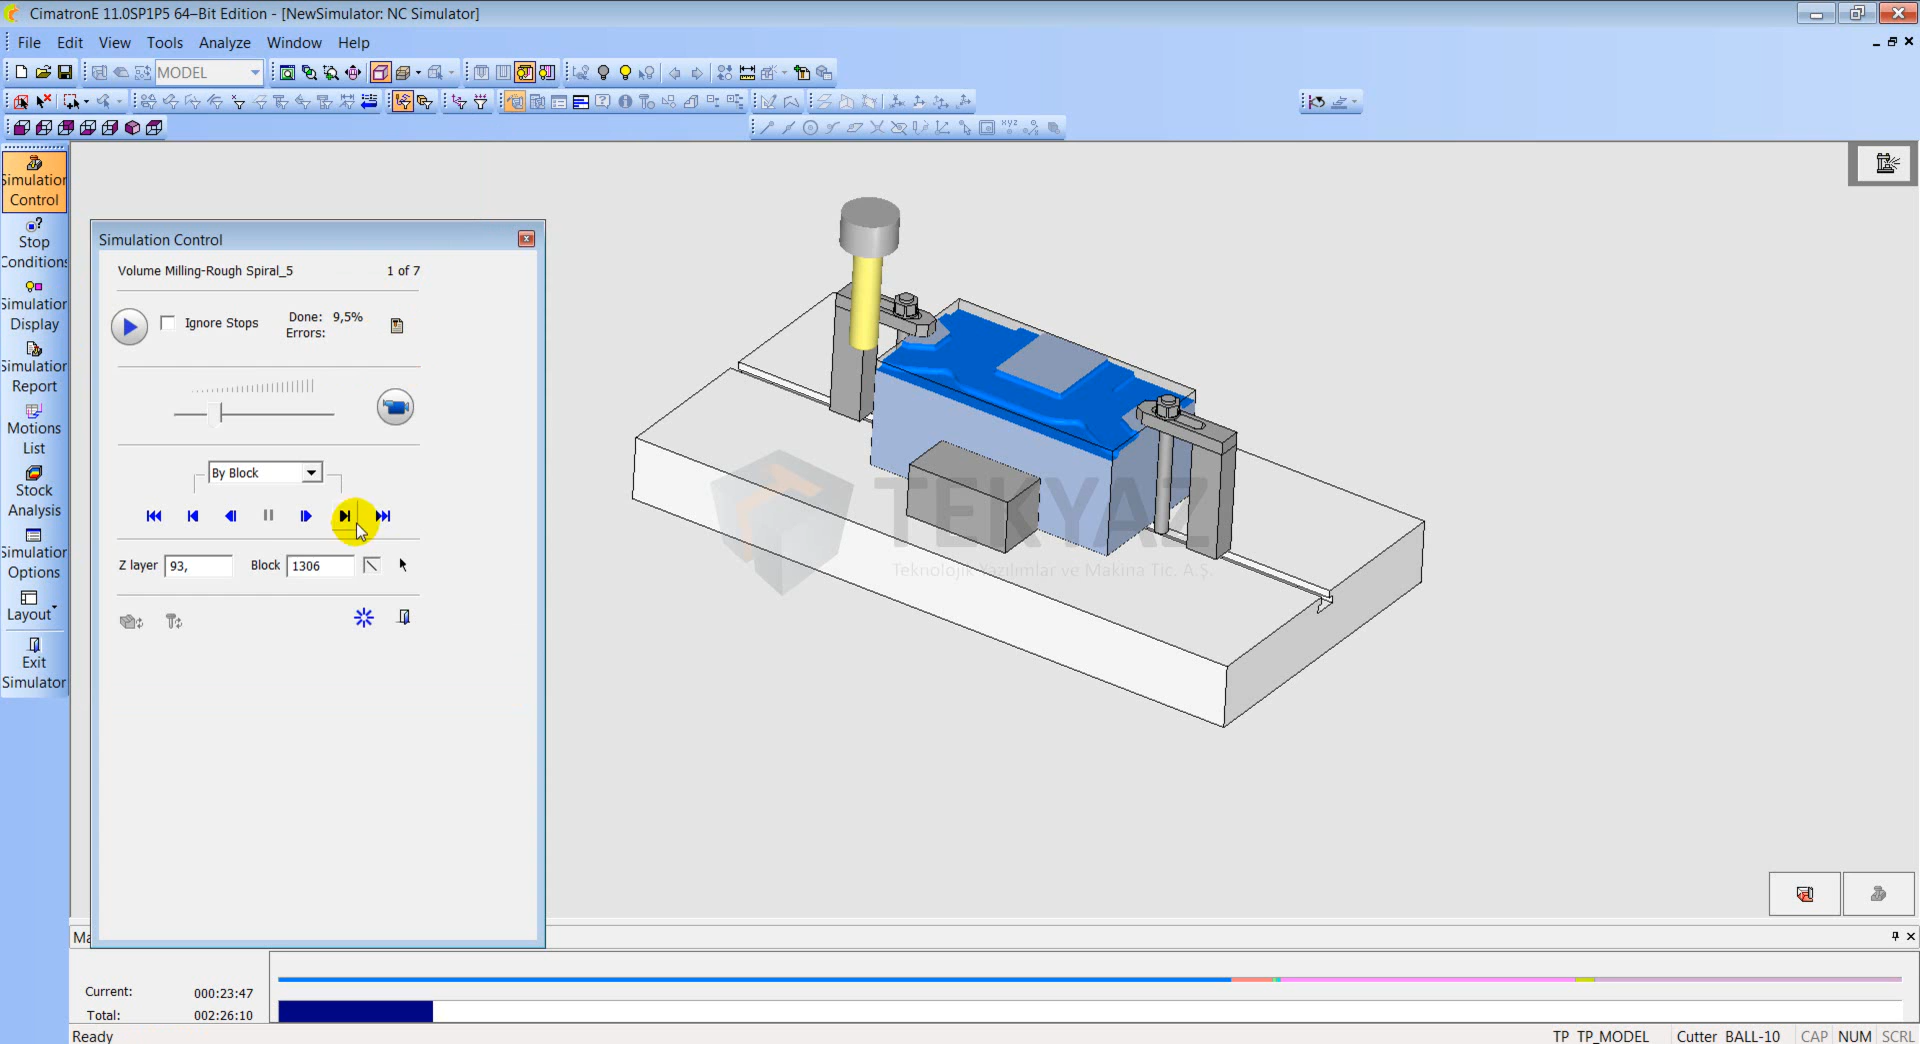 CimatronE 11.0SP1P5 64–Bit Edition - [NewSimulator: NC Simulator]
File Edit View Tools Analyze Window Help
MODEL
xyz
Simulation
Control
Stop
Conditions
Simulation
Display
Simulation
Report
Motions
List
Stock
Analysis
Simulation
Options
Layout
Exit
Simulator
Simulation Control
Volume Milling-Rough Spiral_5 1 of 7
Ignore Stops
Done: 9,5%
Errors:
By Block
Z layer 93, Block 1306
TEKYAZ
Teknolojik Yazılımlar ve Makina Tic. A.Ş.
Ma
Current: 000:23:47
Total: 002:26:10
Ready TP TP_MODEL Cutter BALL-10 CAP NUM SCRL